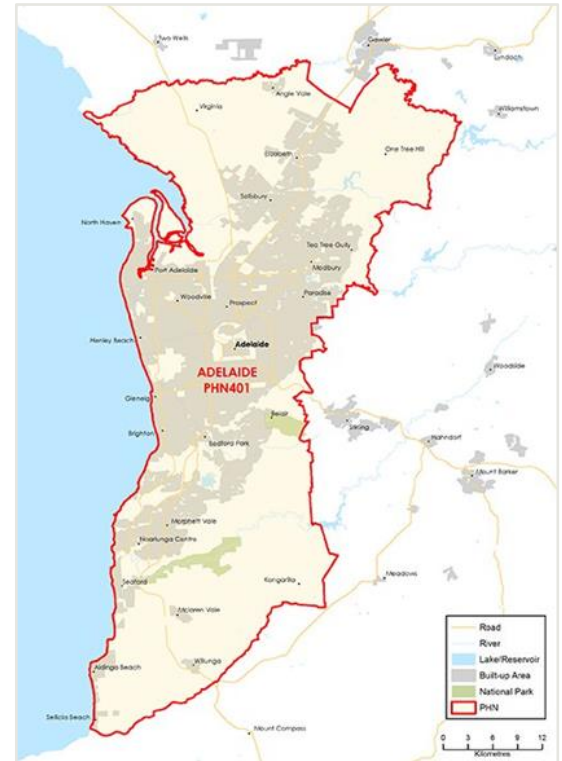 Two Wells
Gawler
Lyndoch
Angle Vale
Virginia
Williamstown
Elizabeth
One Tree Hill
Salisbury
North Haven
Tea Tree Gully
Modbury
Port Adelaide
Paradise
Woodville
Prospect
Henley Beach
Adelaide
ADELAIDE
PHN401
Woodside
Glenelg
Belair
Stirling
Brighton
Bedford Park
Hahndorf
Mount Barker
Morphett Vale
Noarlunga Centre
Meadows
Seaford
Kangarilla
McLaren Vale
Willunga
Aldinga Beach
Sellicks Beach
Mount Compass
Road
River
Lake/Reservoir
Built-up Area
National Park
PHN
0 3 6 9 12
Kilometres